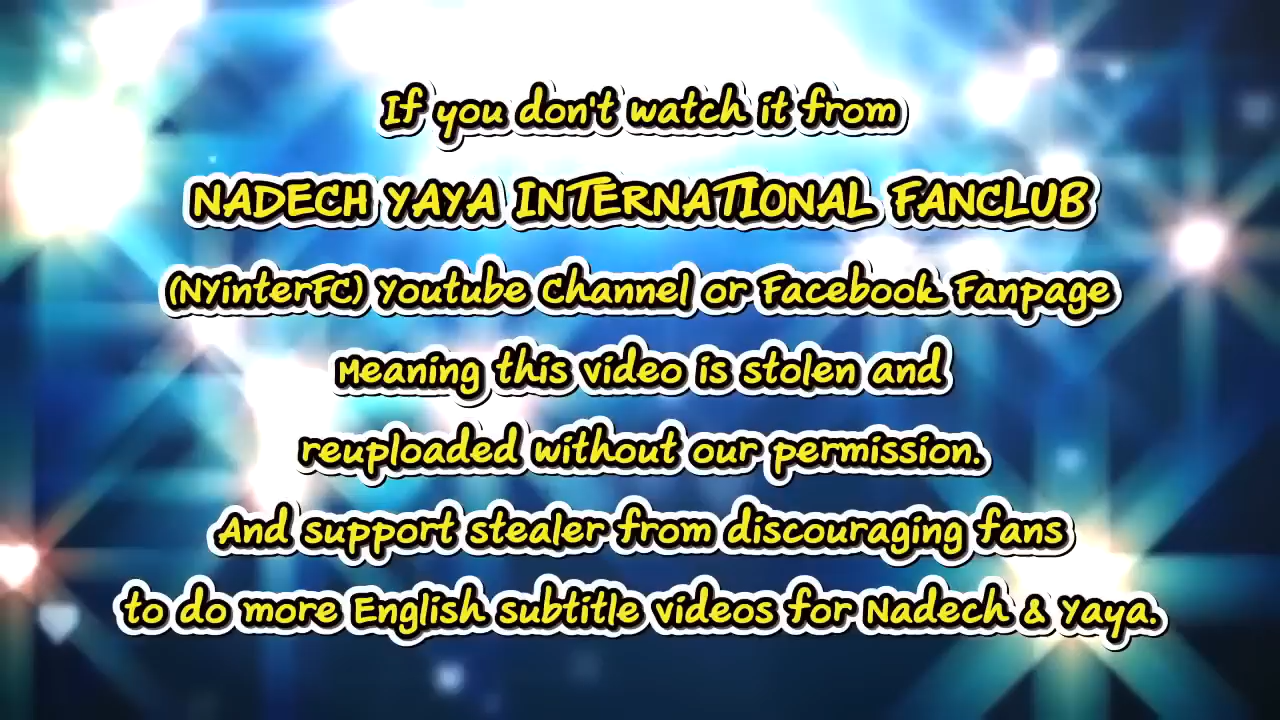 If you don't watch it from
NADECH YAYA INTERNATIONAL FANCLUB
(NYinterFC) Youtube Channel or Facebook Fanpage
Meaning this video is stolen and
reuploaded without our permission.
And support stealer from discouraging fans
to do more English subtitle videos for Nadech & Yaya.